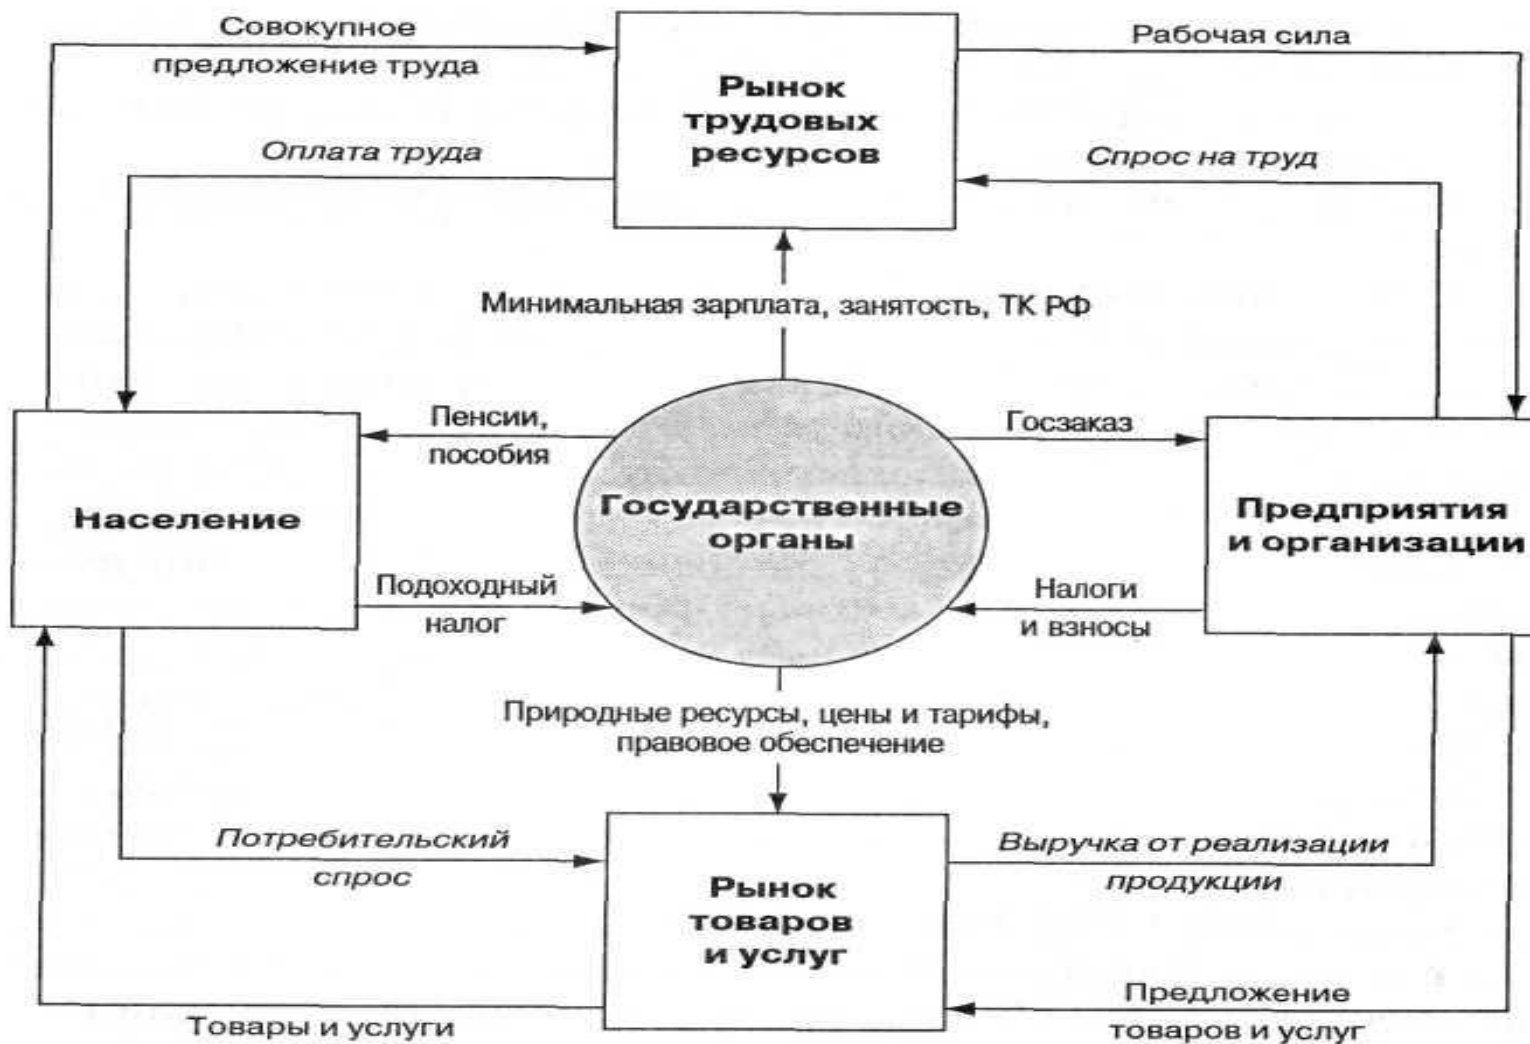 Совокупное
предложение труда
Рабочая сила
Рынок
трудовых
ресурсов
Оплата труда
Спрос на труд
Минимальная зарплата, занятость, ТК РФ
Пенсии,
пособия
Госзаказ
Население
Государственные
органы
Предприятия
и организации
Подоходный
налог
Налоги
и взносы
Природные ресурсы, цены и тарифы,
правовое обеспечение
Потребительский
спрос
Выручка от реализации
продукции
Рынок
товаров
и услуг
Товары и услуги
Предложение
товаров и услуг